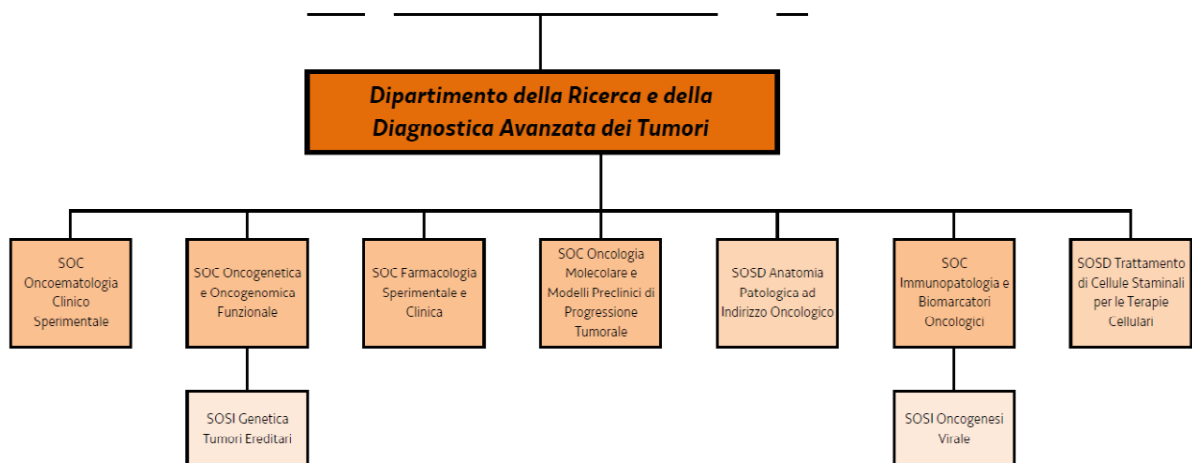 Dipartimento della Ricerca e della
Diagnostica Avanzata dei Tumori
SOC
Oncoematologia
Clinico
Sperimentale
SOC Oncogenetica
e Oncogenomica
Funzionale
SOC Farmacologia
Sperimentale e
Clinica
SOC Oncologia
Molecolare e
Modelli Preclinici di
Progressione
Tumorale
SOSD Anatomia
Patologica ad
Indirizzo Oncologico
SOC
Immunopatologia e
Biomarcatori
Oncologici
SOSD Trattamento
di Cellule Staminali
per le Terapie
Cellulari
SOSI Genetica
Tumori Ereditari
SOSI Oncogenesi
Virale